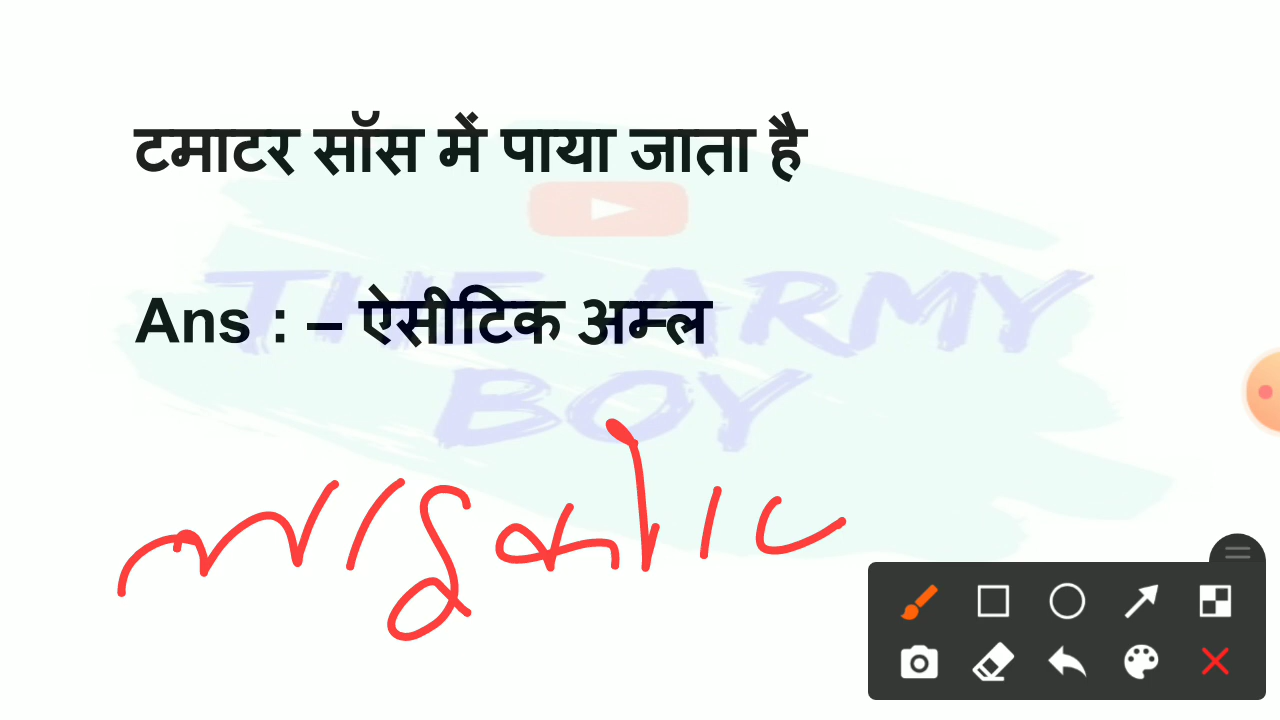 टमाटर सॉस में पाया जाता है
THE ARMY
Ans : – ऐसीटिक अम्ल
BOY